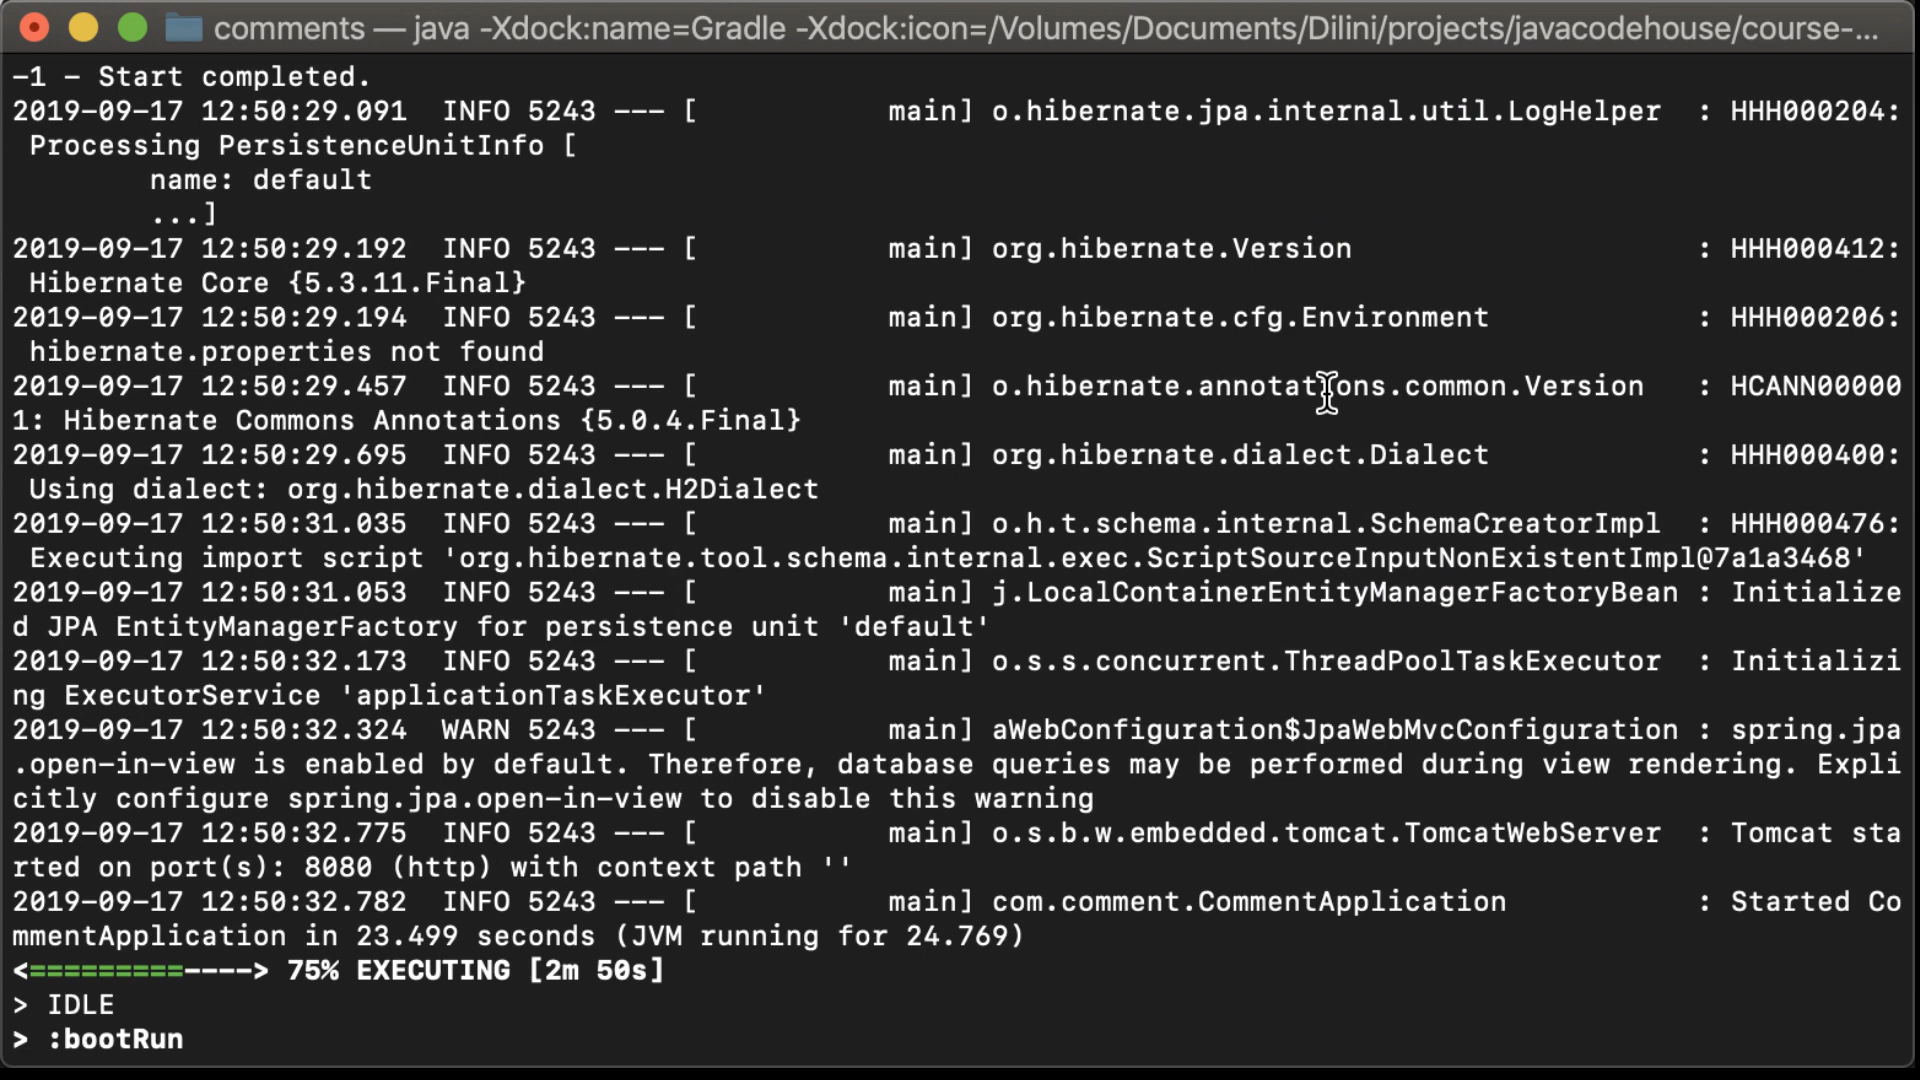 comments — java -Xdock:name=Gradle -Xdock:icon=/Volumes/Documents/Dilini/projects/javacodehouse/course-...
-1 - Start completed.
2019-09-17 12:50:29.091  INFO 5243 --- [           main] o.hibernate.jpa.internal.util.LogHelper  : HHH000204:
 Processing PersistenceUnitInfo [
        name: default
        ...]
2019-09-17 12:50:29.192  INFO 5243 --- [           main] org.hibernate.Version                    : HHH000412:
 Hibernate Core {5.3.11.Final}
2019-09-17 12:50:29.194  INFO 5243 --- [           main] org.hibernate.cfg.Environment            : HHH000206:
 hibernate.properties not found
2019-09-17 12:50:29.457  INFO 5243 --- [           main] o.hibernate.annotations.common.Version   : HCANN00000
1: Hibernate Commons Annotations {5.0.4.Final}
2019-09-17 12:50:29.695  INFO 5243 --- [           main] org.hibernate.dialect.Dialect            : HHH000400:
 Using dialect: org.hibernate.dialect.H2Dialect
2019-09-17 12:50:31.035  INFO 5243 --- [           main] o.h.t.schema.internal.SchemaCreatorImpl  : HHH000476:
 Executing import script 'org.hibernate.tool.schema.internal.exec.ScriptSourceInputNonExistentImpl@7a1a3468'
2019-09-17 12:50:31.053  INFO 5243 --- [           main] j.LocalContainerEntityManagerFactoryBean : Initialize
d JPA EntityManagerFactory for persistence unit 'default'
2019-09-17 12:50:32.173  INFO 5243 --- [           main] o.s.s.concurrent.ThreadPoolTaskExecutor  : Initializi
ng ExecutorService 'applicationTaskExecutor'
2019-09-17 12:50:32.324  WARN 5243 --- [           main] aWebConfiguration$JpaWebMvcConfiguration : spring.jpa
.open-in-view is enabled by default. Therefore, database queries may be performed during view rendering. Expli
citly configure spring.jpa.open-in-view to disable this warning
2019-09-17 12:50:32.775  INFO 5243 --- [           main] o.s.b.w.embedded.tomcat.TomcatWebServer  : Tomcat sta
rted on port(s): 8080 (http) with context path ''
2019-09-17 12:50:32.782  INFO 5243 --- [           main] com.comment.CommentApplication           : Started Co
mmentApplication in 23.499 seconds (JVM running for 24.769)
<=========----> 75% EXECUTING [2m 50s]
> IDLE
> :bootRun